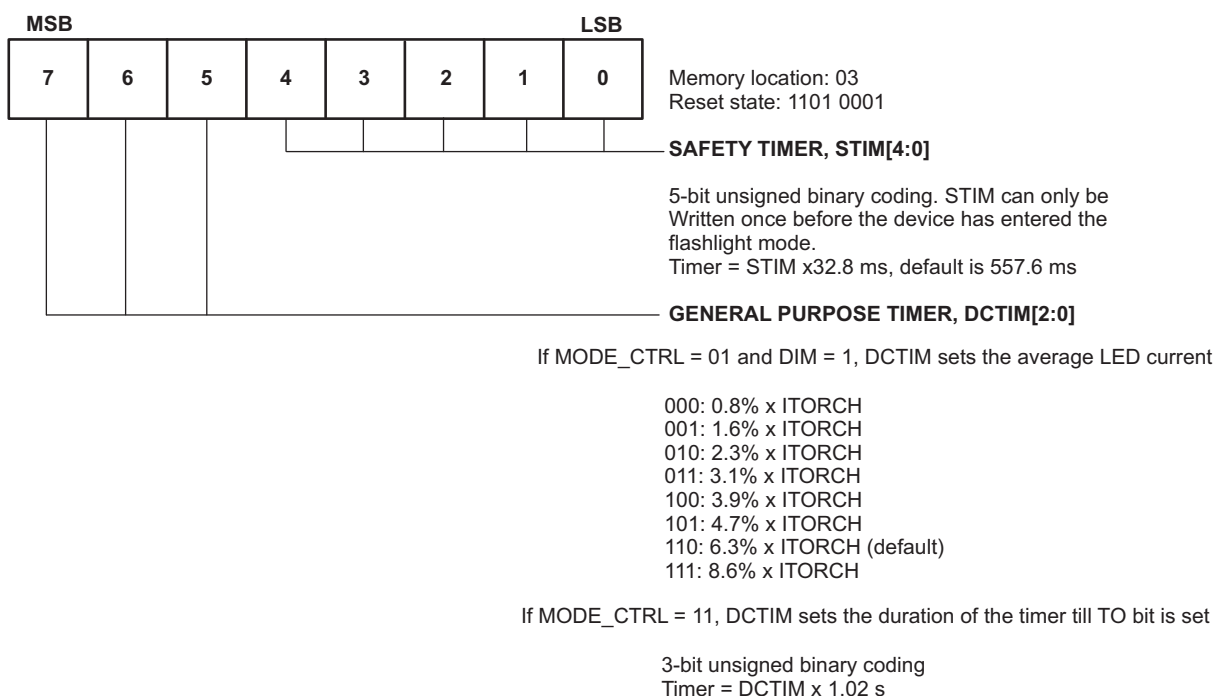 MSB LSB
7 6 5 4 3 2 1 0
Memory location: 03
Reset state: 1101 0001
SAFETY TIMER, STIM[4:0]
5-bit unsigned binary coding. STIM can only be
Written once before the device has entered the
flashlight mode.
Timer = STIM x32.8 ms, default is 557.6 ms
GENERAL PURPOSE TIMER, DCTIM[2:0]
If MODE_CTRL = 01 and DIM = 1, DCTIM sets the average LED current
000: 0.8% x ITORCH
001: 1.6% x ITORCH
010: 2.3% x ITORCH
011: 3.1% x ITORCH
100: 3.9% x ITORCH
101: 4.7% x ITORCH
110: 6.3% x ITORCH (default)
111: 8.6% x ITORCH
If MODE_CTRL = 11, DCTIM sets the duration of the timer till TO bit is set
3-bit unsigned binary coding
Timer = DCTIM x 1.02 s